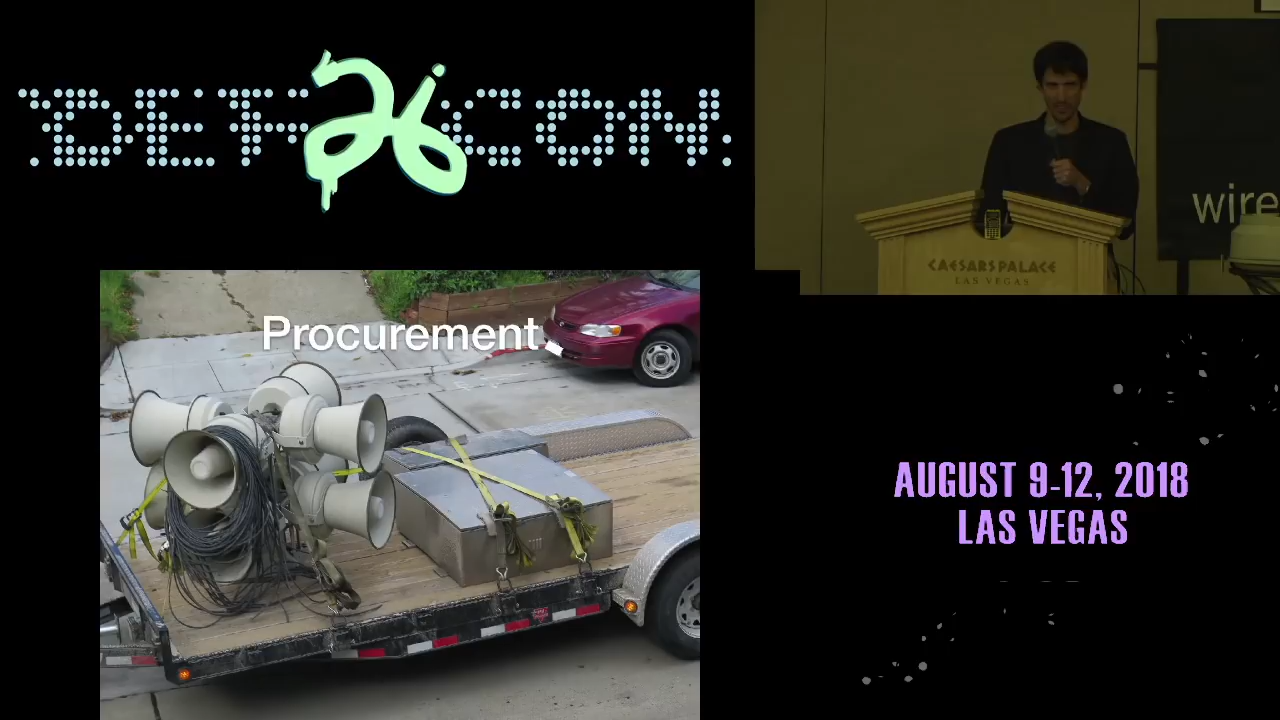 DEF 26 CON
wire
CAESARS PALACE
LAS VEGAS
Procurement
AUGUST 9-12, 2018
LAS VEGAS